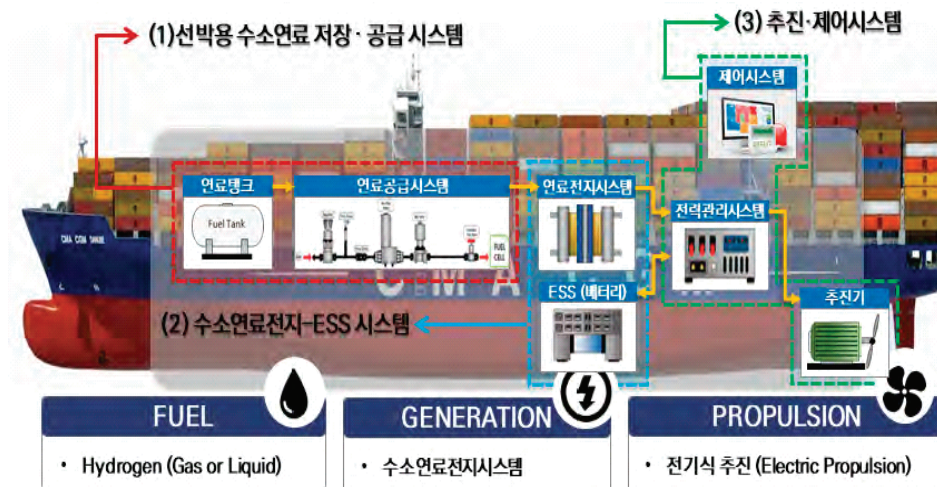 (1)선박용 수소연료 저장 · 공급 시스템
(3) 추진·제어시스템
제어시스템
연료탱크
연료공급시스템
연료전지시스템
전력관리시스템
Fuel Tank
FUEL
CELL
ESS (배터리)
추진기
(2) 수소연료전지-ESS 시스템
FUEL
GENERATION
PROPULSION
• Hydrogen (Gas or Liquid)
• 수소연료전지시스템
• 전기식 추진 (Electric Propulsion)